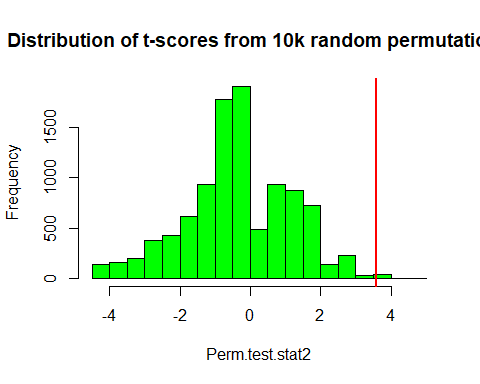 Distribution of t-scores from 10k random permutatio
Frequency
0 500 1000 1500
-4 -2 0 2 4
Perm.test.stat2